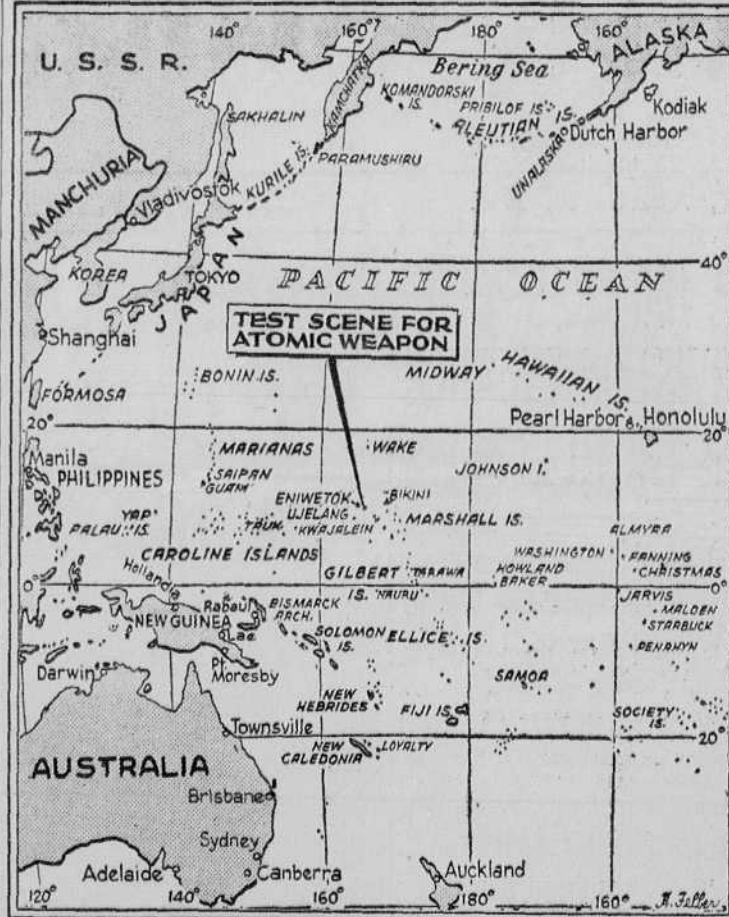 140°
160°
180°
160°
U. S. S. R.
ALASKA
Bering Sea
KAMCHATKA
KOMANDORSKI
IS.
PRIBILOF IS.
ALEUTIAN IS.
Kodiak
Dutch Harbor
UNALASKA
SAKHALIN
PARAMUSHIRU
KURILE IS.
MANCHURIA
Vladivostok
40°
KOREA
TOKYO
JAPAN
PACIFIC OCEAN
TEST SCENE FOR
ATOMIC WEAPON
Shanghai
BONIN IS.
MIDWAY
HAWAIIAN IS.
FORMOSA
Pearl Harbor
Honolulu
20°
Manila
PHILIPPINES
MARIANAS
WAKE
SAIPAN
GUAM
JOHNSON I.
ENIWETOK
BIKINI
UJELANG
YAP
PALAU IS.
TRUK
KWAJALEIN
MARSHALL IS.
ALMYRA
CAROLINE ISLANDS
WASHINGTON
FANNING
CHRISTMAS
GILBERT
IS.
TARAWA
HOWLAND
BAKER
0°
0°
Hollandia
NAURU
JARVIS
MALDEN
STARBUCK
Rabaul
BISMARCK
ARCH.
NEW GUINEA
Lae
SOLOMON
IS.
ELLICE IS.
PENRHYN
Pt.
Moresby
Darwin
SAMOA
NEW
HEBRIDES
FIJI IS.
SOCIETY
IS.
Townsville
20°
NEW
CALEDONIA
LOYALTY
AUSTRALIA
Brisbane
Sydney
Adelaide
Canberra
Auckland
120°
140°
160°
180°
160°